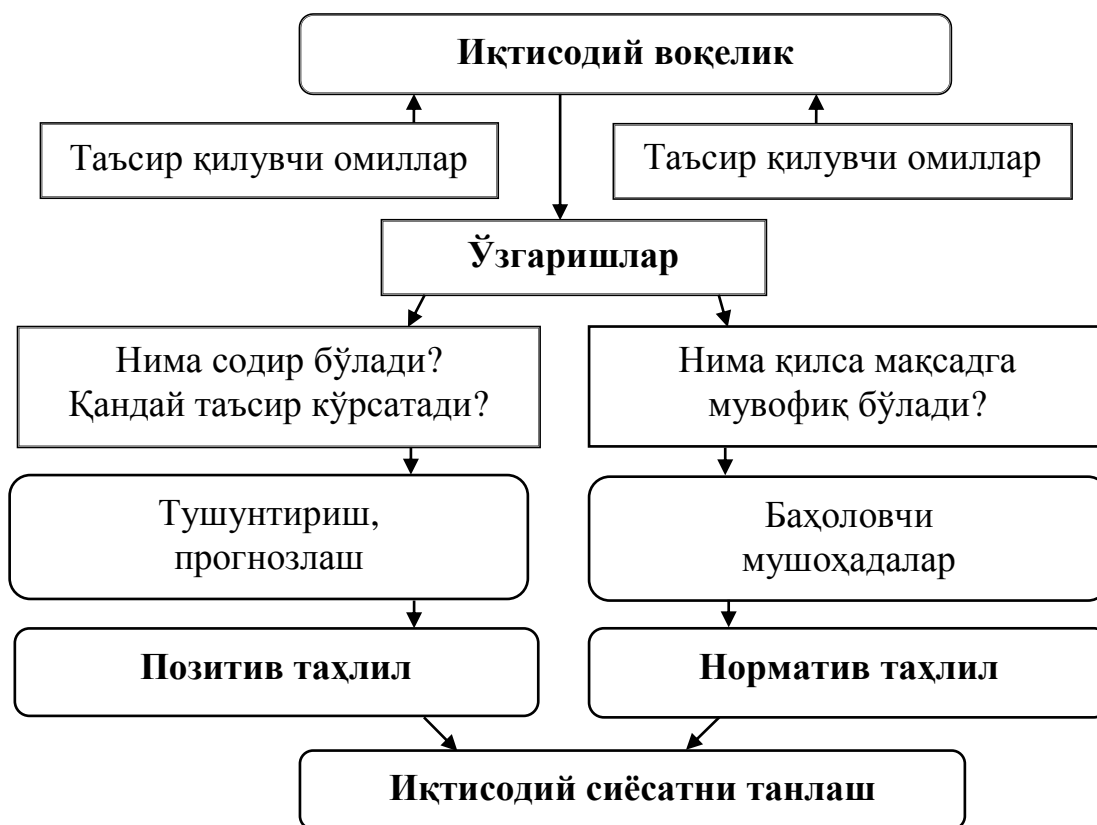 Иқтисодий воқелик
Таъсир қилувчи омиллар
Таъсир қилувчи омиллар
Ўзгаришлар
Нима содир бўлади?
Қандай таъсир кўрсатади?
Нима қилса мақсадга
мувофиқ бўлади?
Тушунтириш,
прогнозлаш
Баҳоловчи
мушоҳадалар
Позитив таҳлил
Норматив таҳлил
Иқтисодий сиёсатни танлаш